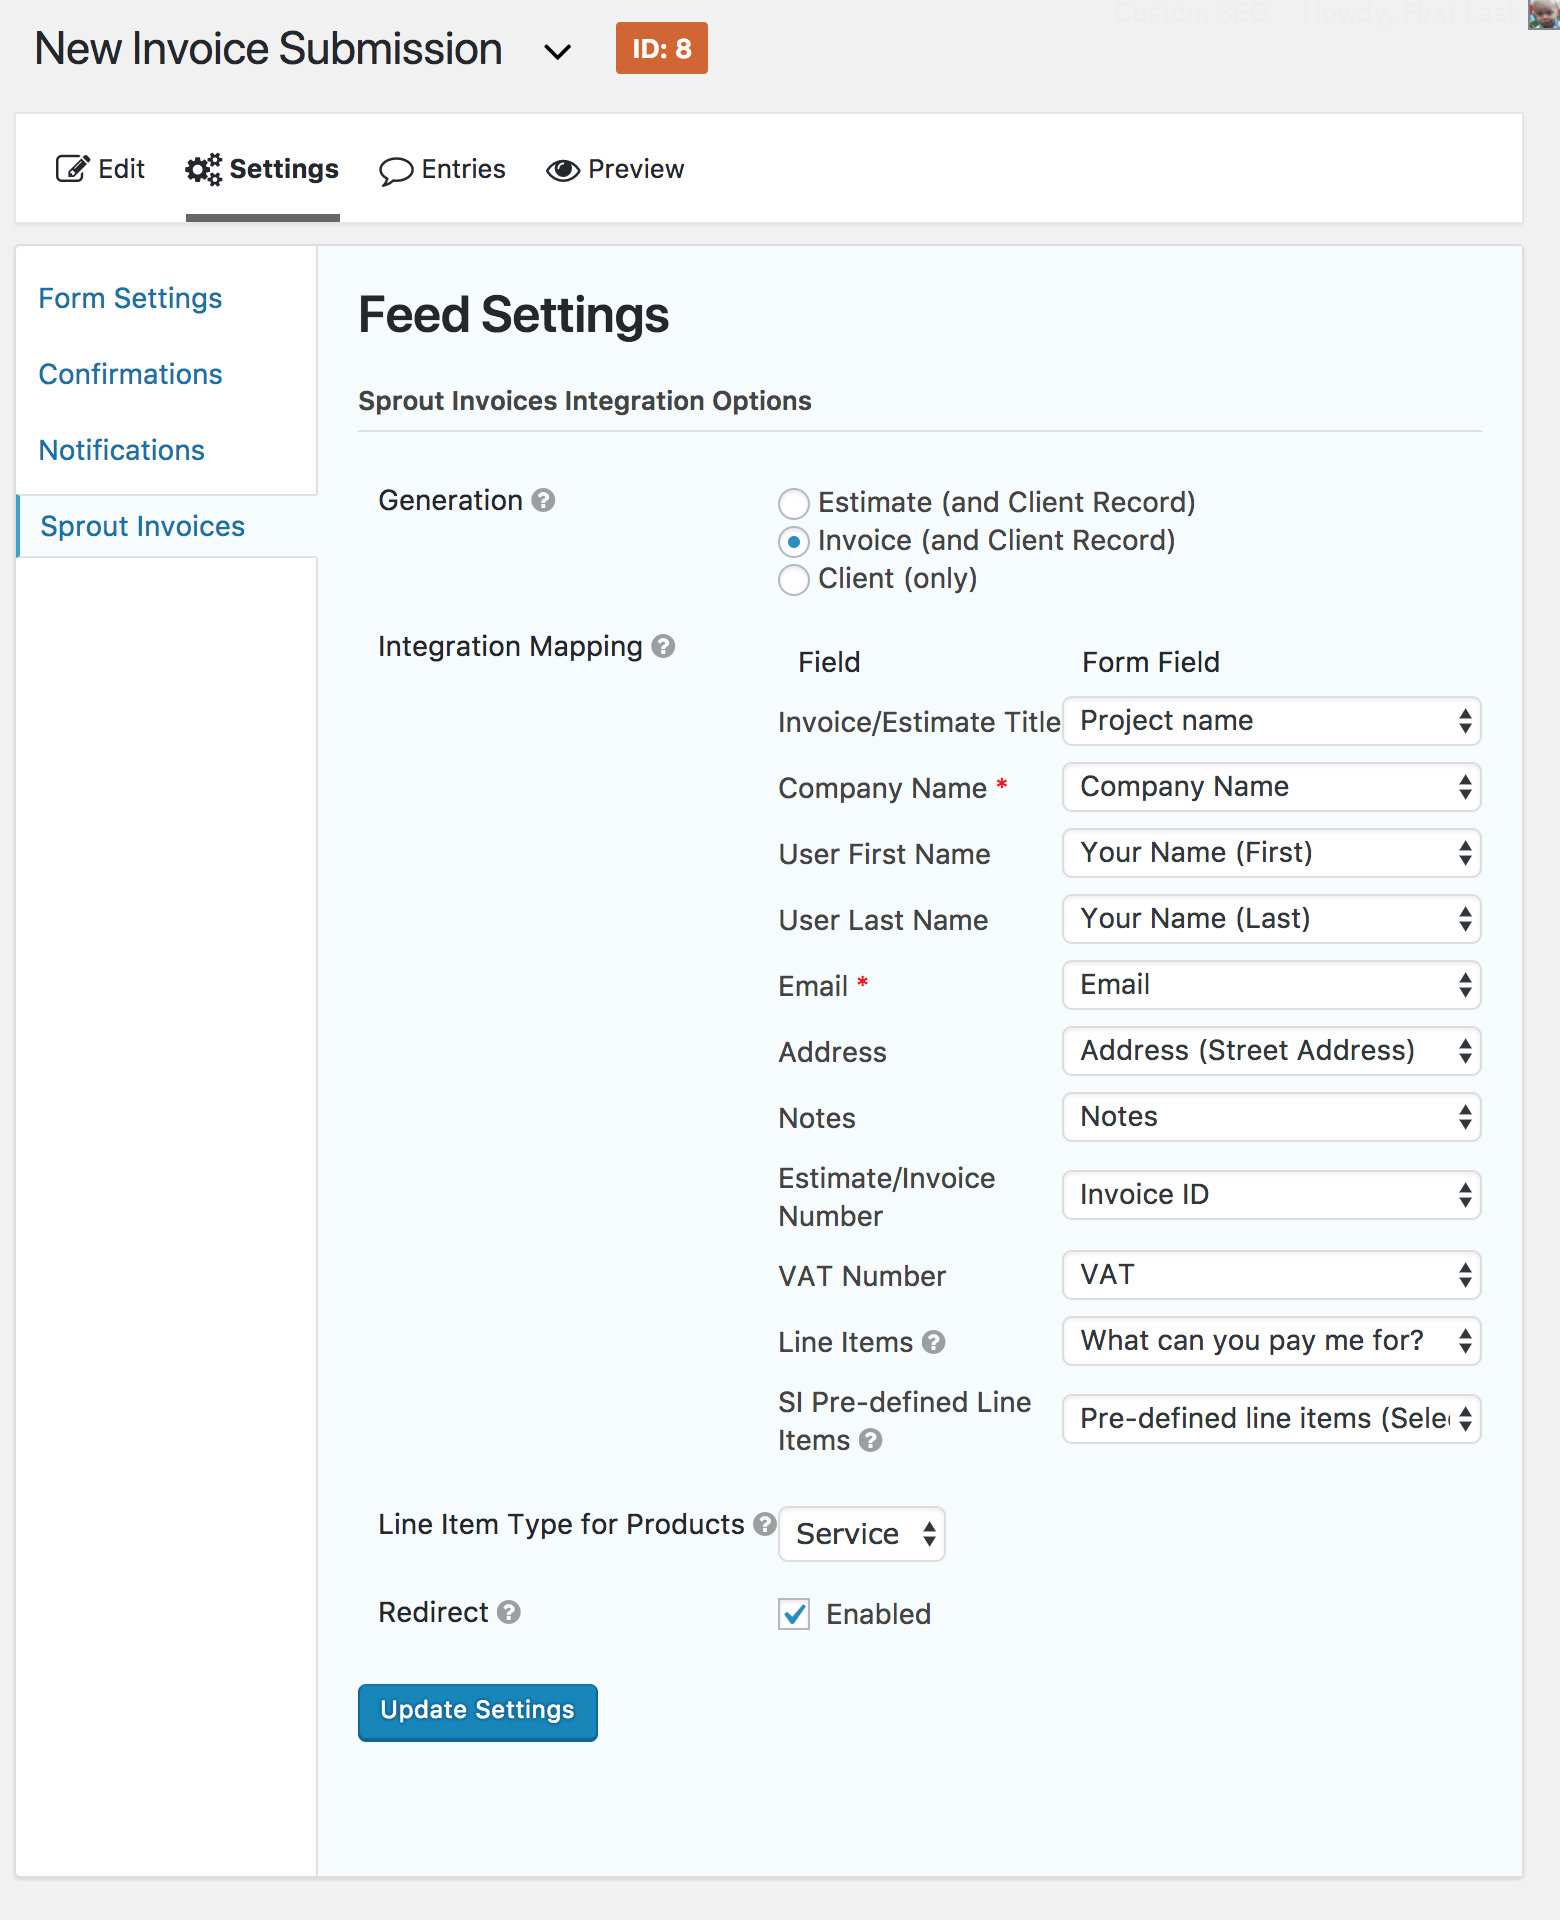 Custom SEO Howdy, First Last
New Invoice Submission ID: 8
Edit Settings Entries Preview
Form Settings
Confirmations
Notifications
Sprout Invoices
Feed Settings
Sprout Invoices Integration Options
Generation ?
Estimate (and Client Record)
Invoice (and Client Record)
Client (only)
Integration Mapping ?
Field Form Field
Invoice/Estimate Title Project name
Company Name * Company Name
User First Name Your Name (First)
User Last Name Your Name (Last)
Email * Email
Address Address (Street Address)
Notes Notes
Estimate/Invoice
Number
Invoice ID
VAT Number VAT
Line Items ? What can you pay me for?
SI Pre-defined Line
Items ?
Pre-defined line items (Sele
Line Item Type for Products ? Service
Redirect ? Enabled
Update Settings